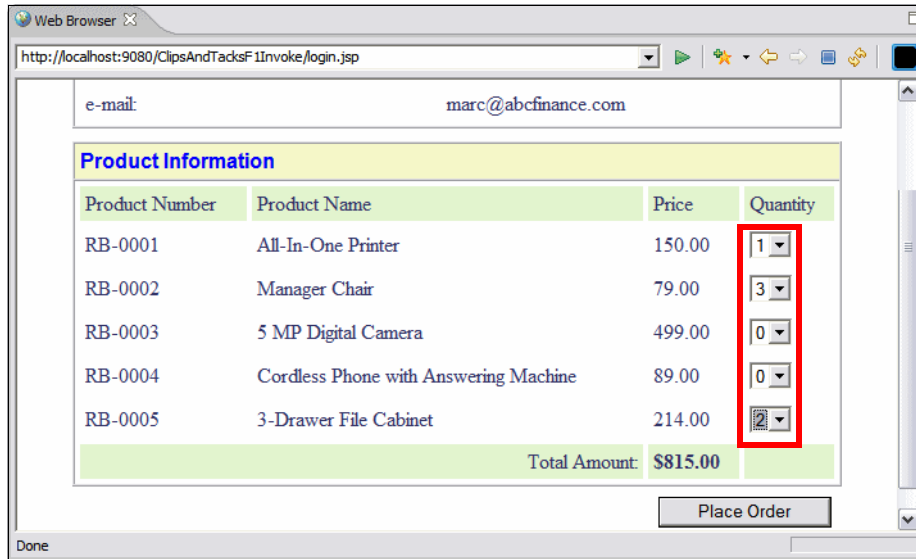 Web Browser
http://localhost:9080/ClipsAndTacksF1Invoke/login.jsp
e-mail: marc@abcfinance.com
Product Information
Product Number Product Name Price Quantity
RB-0001 All-In-One Printer 150.00 1
RB-0002 Manager Chair 79.00 3
RB-0003 5 MP Digital Camera 499.00 0
RB-0004 Cordless Phone with Answering Machine 89.00 0
RB-0005 3-Drawer File Cabinet 214.00 2
Total Amount: $815.00
Place Order
Done